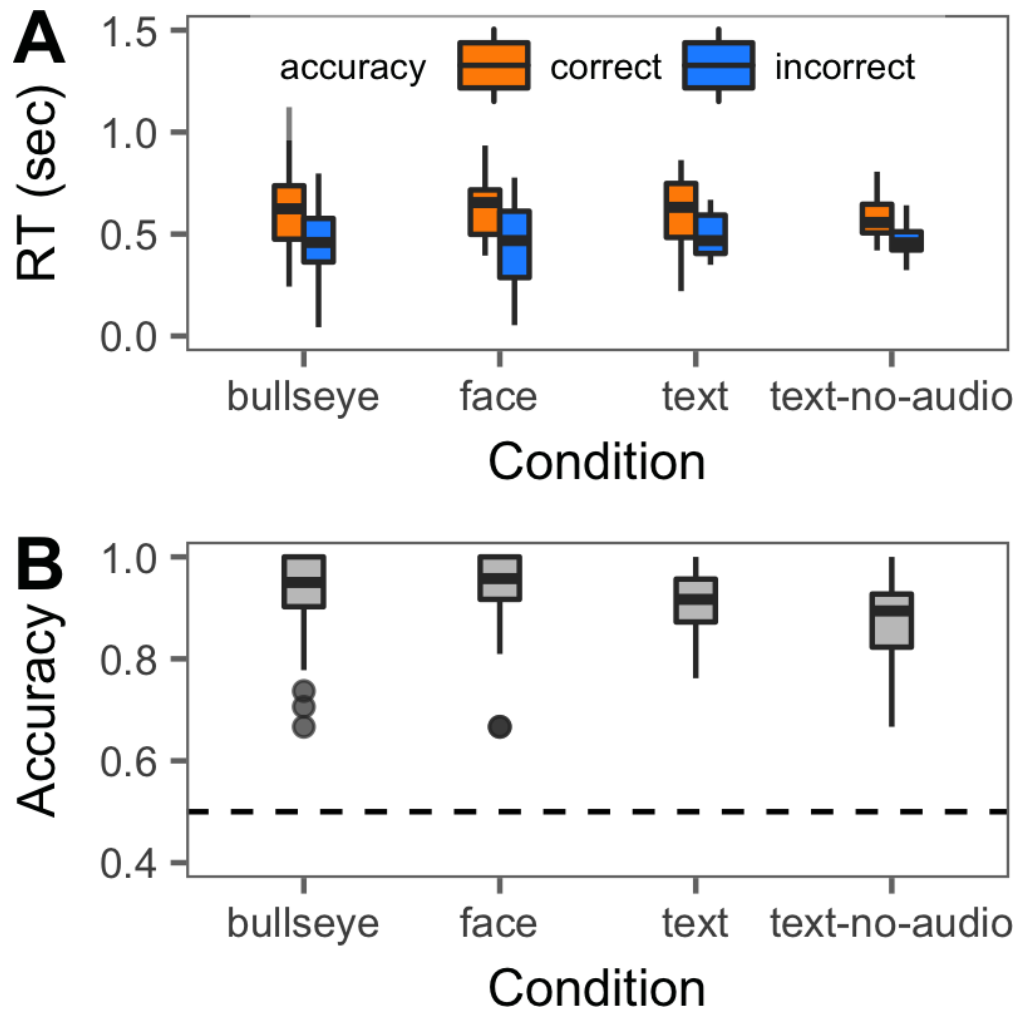 A
RT (sec)
1.5
1.0
0.5
0.0
accuracy correct incorrect
bullseye face text text-no-audio
Condition
B
Accuracy
1.0
0.8
0.6
0.4
bullseye face text text-no-audio
Condition